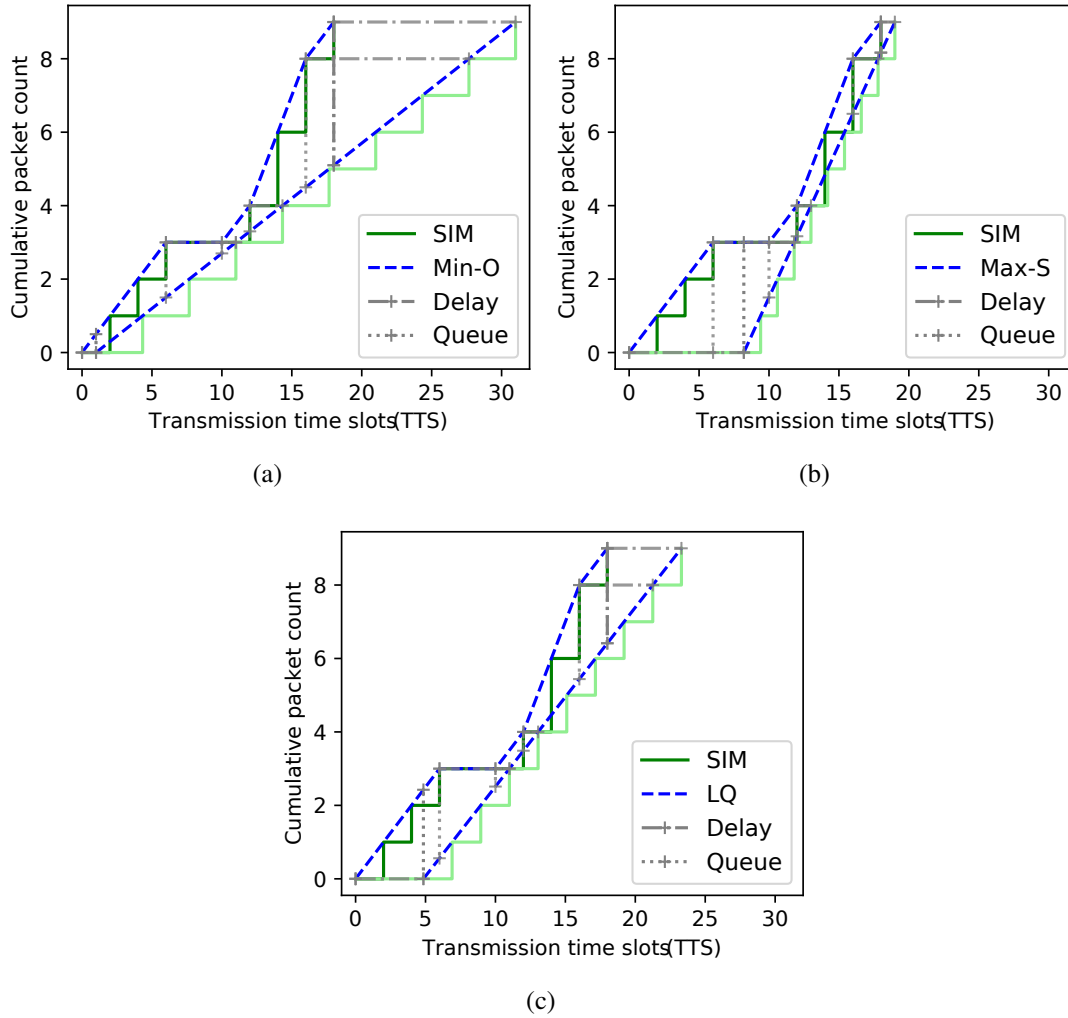 Cumulative packet count
8
6
4
2
0
SIM
Min-O
Delay
Queue
0 5 10 15 20 25 30
Transmission time slots(TTS)
(a)
Cumulative packet count
8
6
4
2
0
SIM
Max-S
Delay
Queue
0 5 10 15 20 25 30
Transmission time slots(TTS)
(b)
Cumulative packet count
8
6
4
2
0
SIM
LQ
Delay
Queue
0 5 10 15 20 25 30
Transmission time slots(TTS)
(c)